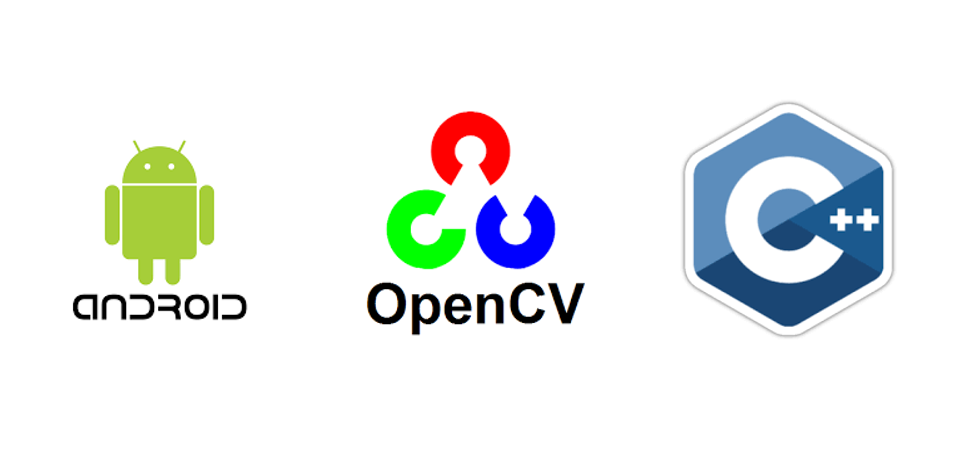 ANDROID
OpenCV
C++